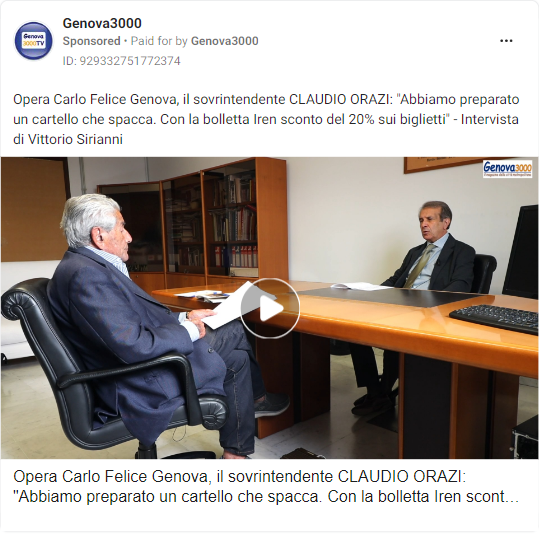 Genova3000
Sponsored • Paid for by Genova3000
ID: 929332751772374
Genova
3000TV
Opera Carlo Felice Genova, il sovrintendente CLAUDIO ORAZI: "Abbiamo preparato
un cartello che spacca. Con la bolletta Iren sconto del 20% sui biglietti" - Intervista
di Vittorio Sirianni
Genova3000
Opera Carlo Felice Genova, il sovrintendente CLAUDIO ORAZI:
"Abbiamo preparato un cartello che spacca. Con la bolletta Iren scont...